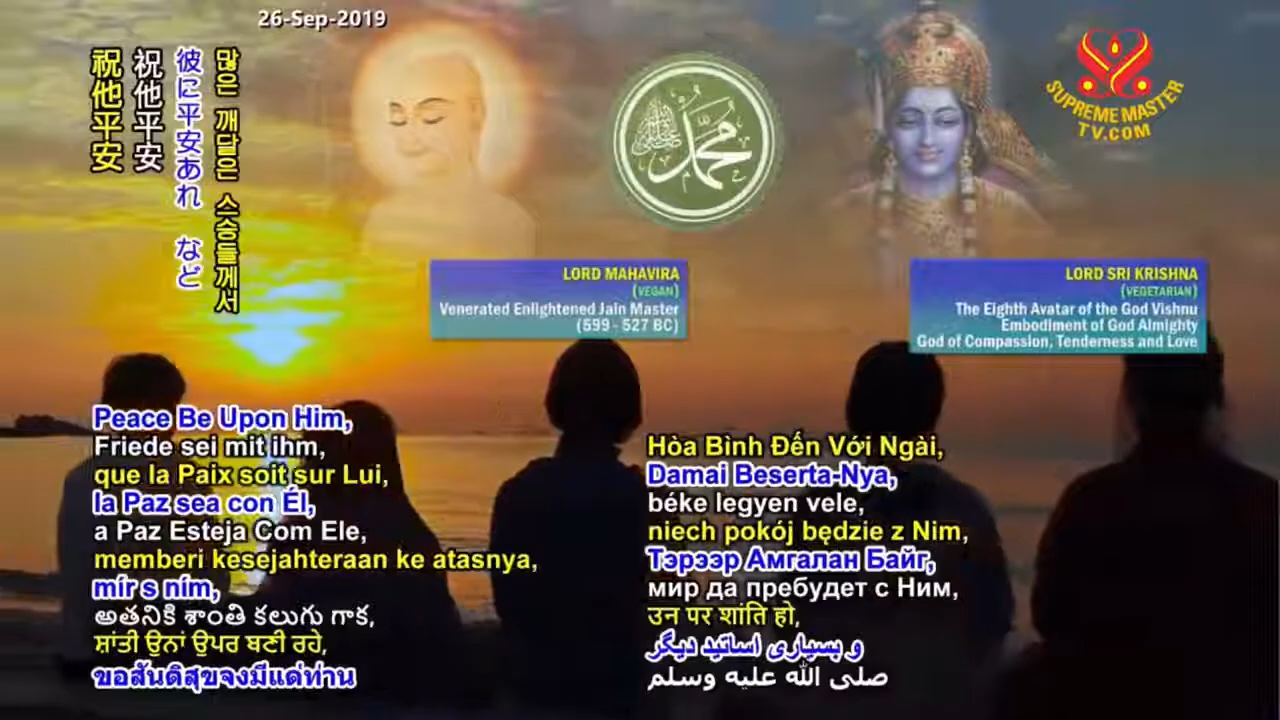 26-Sep-2019
SUPREME MASTER
TV.COM
많은 깨달은 스승들께서
彼に平安あれ など
祝他平安
祝他平安
محمد
LORD MAHAVIRA
(VEGAN)
Venerated Enlightened Jain Master
(599 - 527 BC)
LORD SRI KRISHNA
(VEGETARIAN)
The Eighth Avatar of the God Vishnu
Embodiment of God Almighty
God of Compassion, Tenderness and Love
Peace Be Upon Him,
Friede sei mit ihm,
que la Paix soit sur Lui,
la Paz sea con Él,
a Paz Esteja Com Ele,
memberi kesejahteraan ke atasnya,
mír s ním,
అతనికి శాంతి కలుగు గాక,
ਸ਼ਾਂਤੀ ਉਨਾਂ ਉਪਰ ਬਣੀ ਰਹੇ,
ขอสันติสุขจงมีแด่ท่าน
Hòa Bình Đến Với Ngài,
Damai Beserta-Nya,
béke legyen vele,
niech pokój będzie z Nim,
Тэрээр Амгалан Байг,
мир да пребудет с Ним,
उन पर शांति हो,
و بسیاری اساتید دیگر
صلى الله عليه وسلم